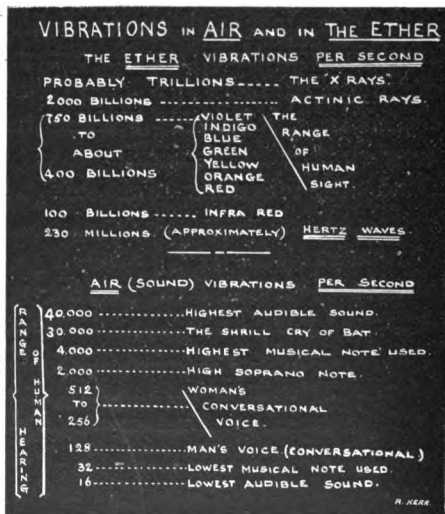 VIBRATIONS IN AIR AND IN THE ETHER
THE ETHER VIBRATIONS PER SECOND
PROBABLY TRILLIONS..... THE "X RAYS".
2000 BILLIONS ................. ACTINIC RAYS.
750 BILLIONS ...... VIOLET THE
INDIGO RANGE
TO BLUE OF
ABOUT GREEN HUMAN
YELLOW SIGHT.
400 BILLIONS ORANGE
RED
100 BILLIONS ...... INFRA RED
230 MILLIONS (APPROXIMATELY) HERTZ WAVES.
AIR (SOUND) VIBRATIONS PER SECOND
RANGE OF HUMAN HEARING
40,000 ............ HIGHEST AUDIBLE SOUND.
30,000 ............ THE SHRILL CRY OF BAT.
4,000 ............ HIGHEST MUSICAL NOTE USED.
2,000 ............ HIGH SOPRANO NOTE.
512 WOMAN'S
TO ............ CONVERSATIONAL
256 VOICE.
128 ............ MAN'S VOICE (CONVERSATIONAL)
32 ............ LOWEST MUSICAL NOTE USED.
16 ............ LOWEST AUDIBLE SOUND.
R. KERR.